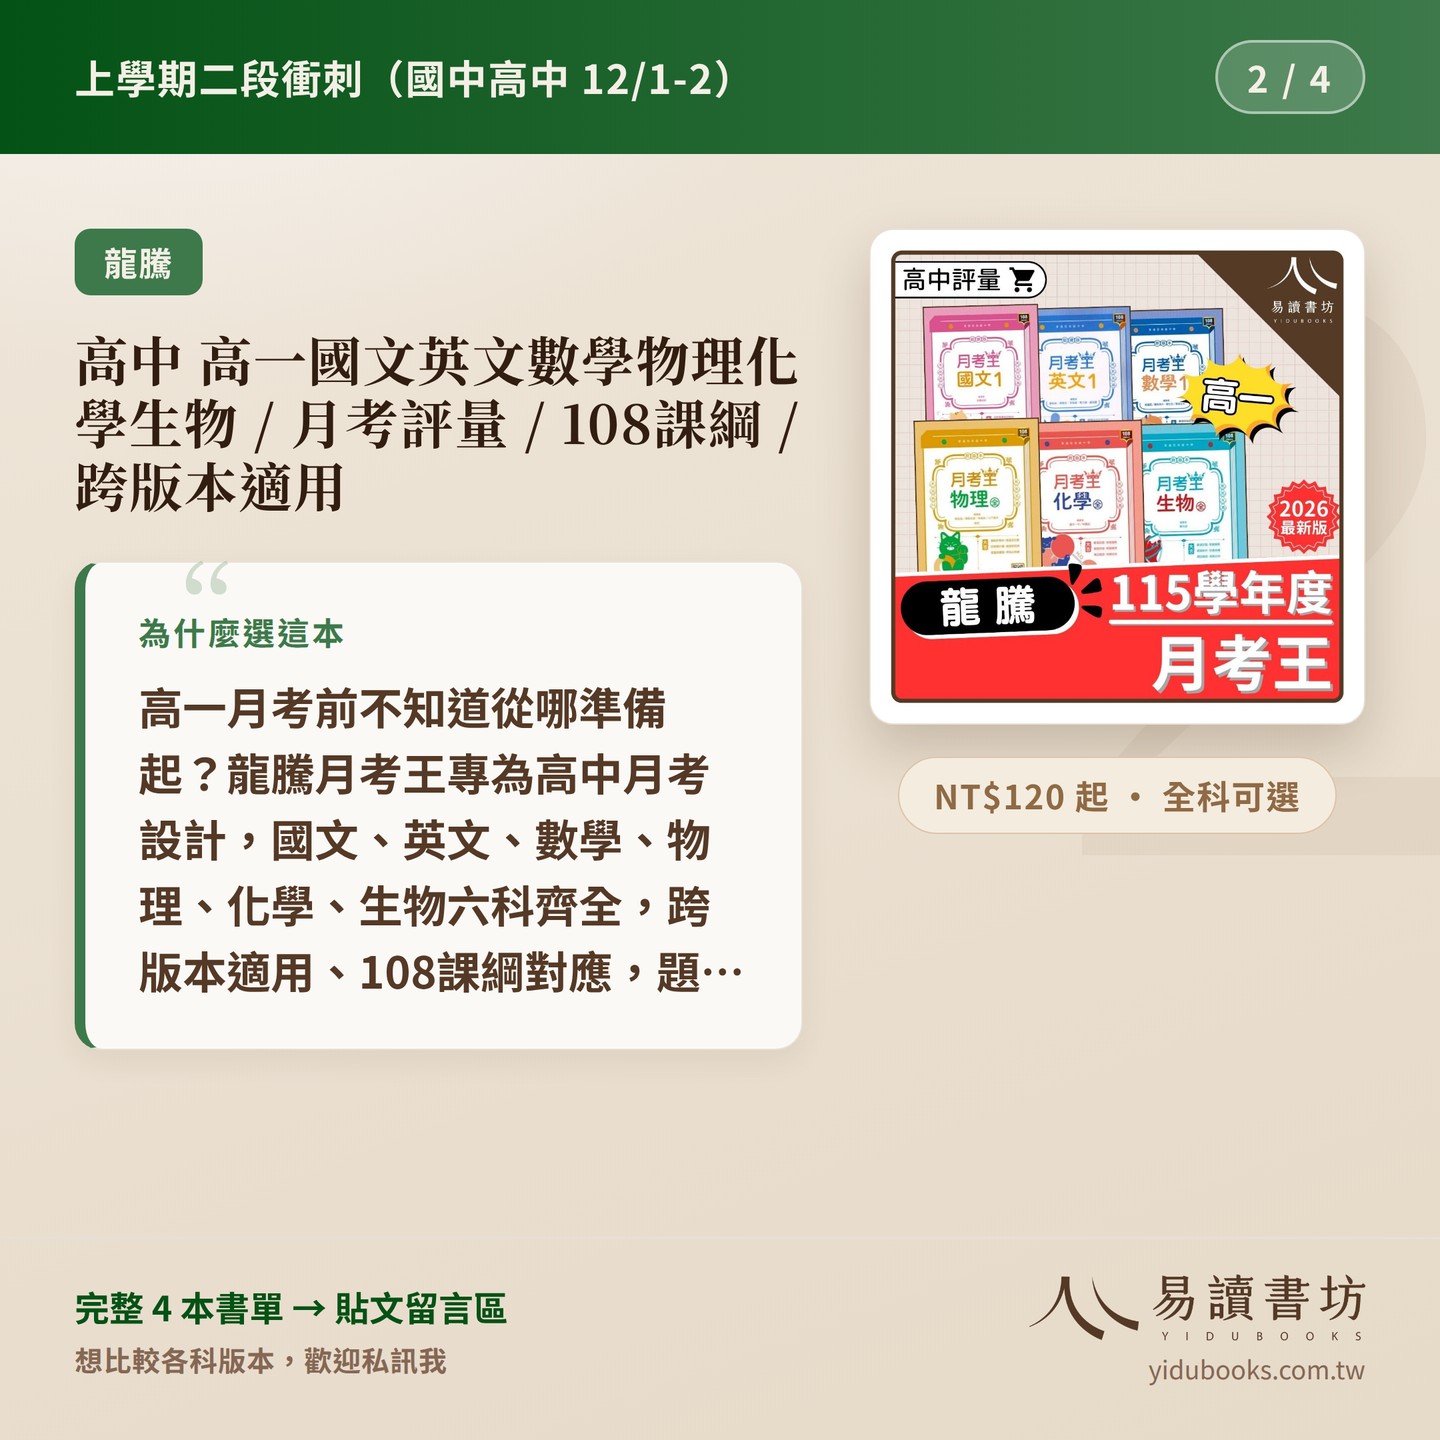 上學期二段衝刺（國中高中 12/1-2）
2 / 4
龍騰
高中 高一國文英文數學物理化
學生物 / 月考評量 / 108課綱 /
跨版本適用
“
為什麼選這本
高一月考前不知道從哪準備
起？龍騰月考王專為高中月考
設計，國文、英文、數學、物
理、化學、生物六科齊全，跨
版本適用、108課綱對應，題…
高中評量
易讀書坊
YIDUBOOKS
月考王
國文1
月考王
英文1
月考王
數學1
高一
月考王
物理全
月考王
化學全
月考王
生物全
2026
最新版
龍騰
115學年度
月考王
NT$120 起 ・ 全科可選
完整 4 本書單 → 貼文留言區
想比較各科版本，歡迎私訊我
易讀書坊
YIDUBOOKS
yidubooks.com.tw